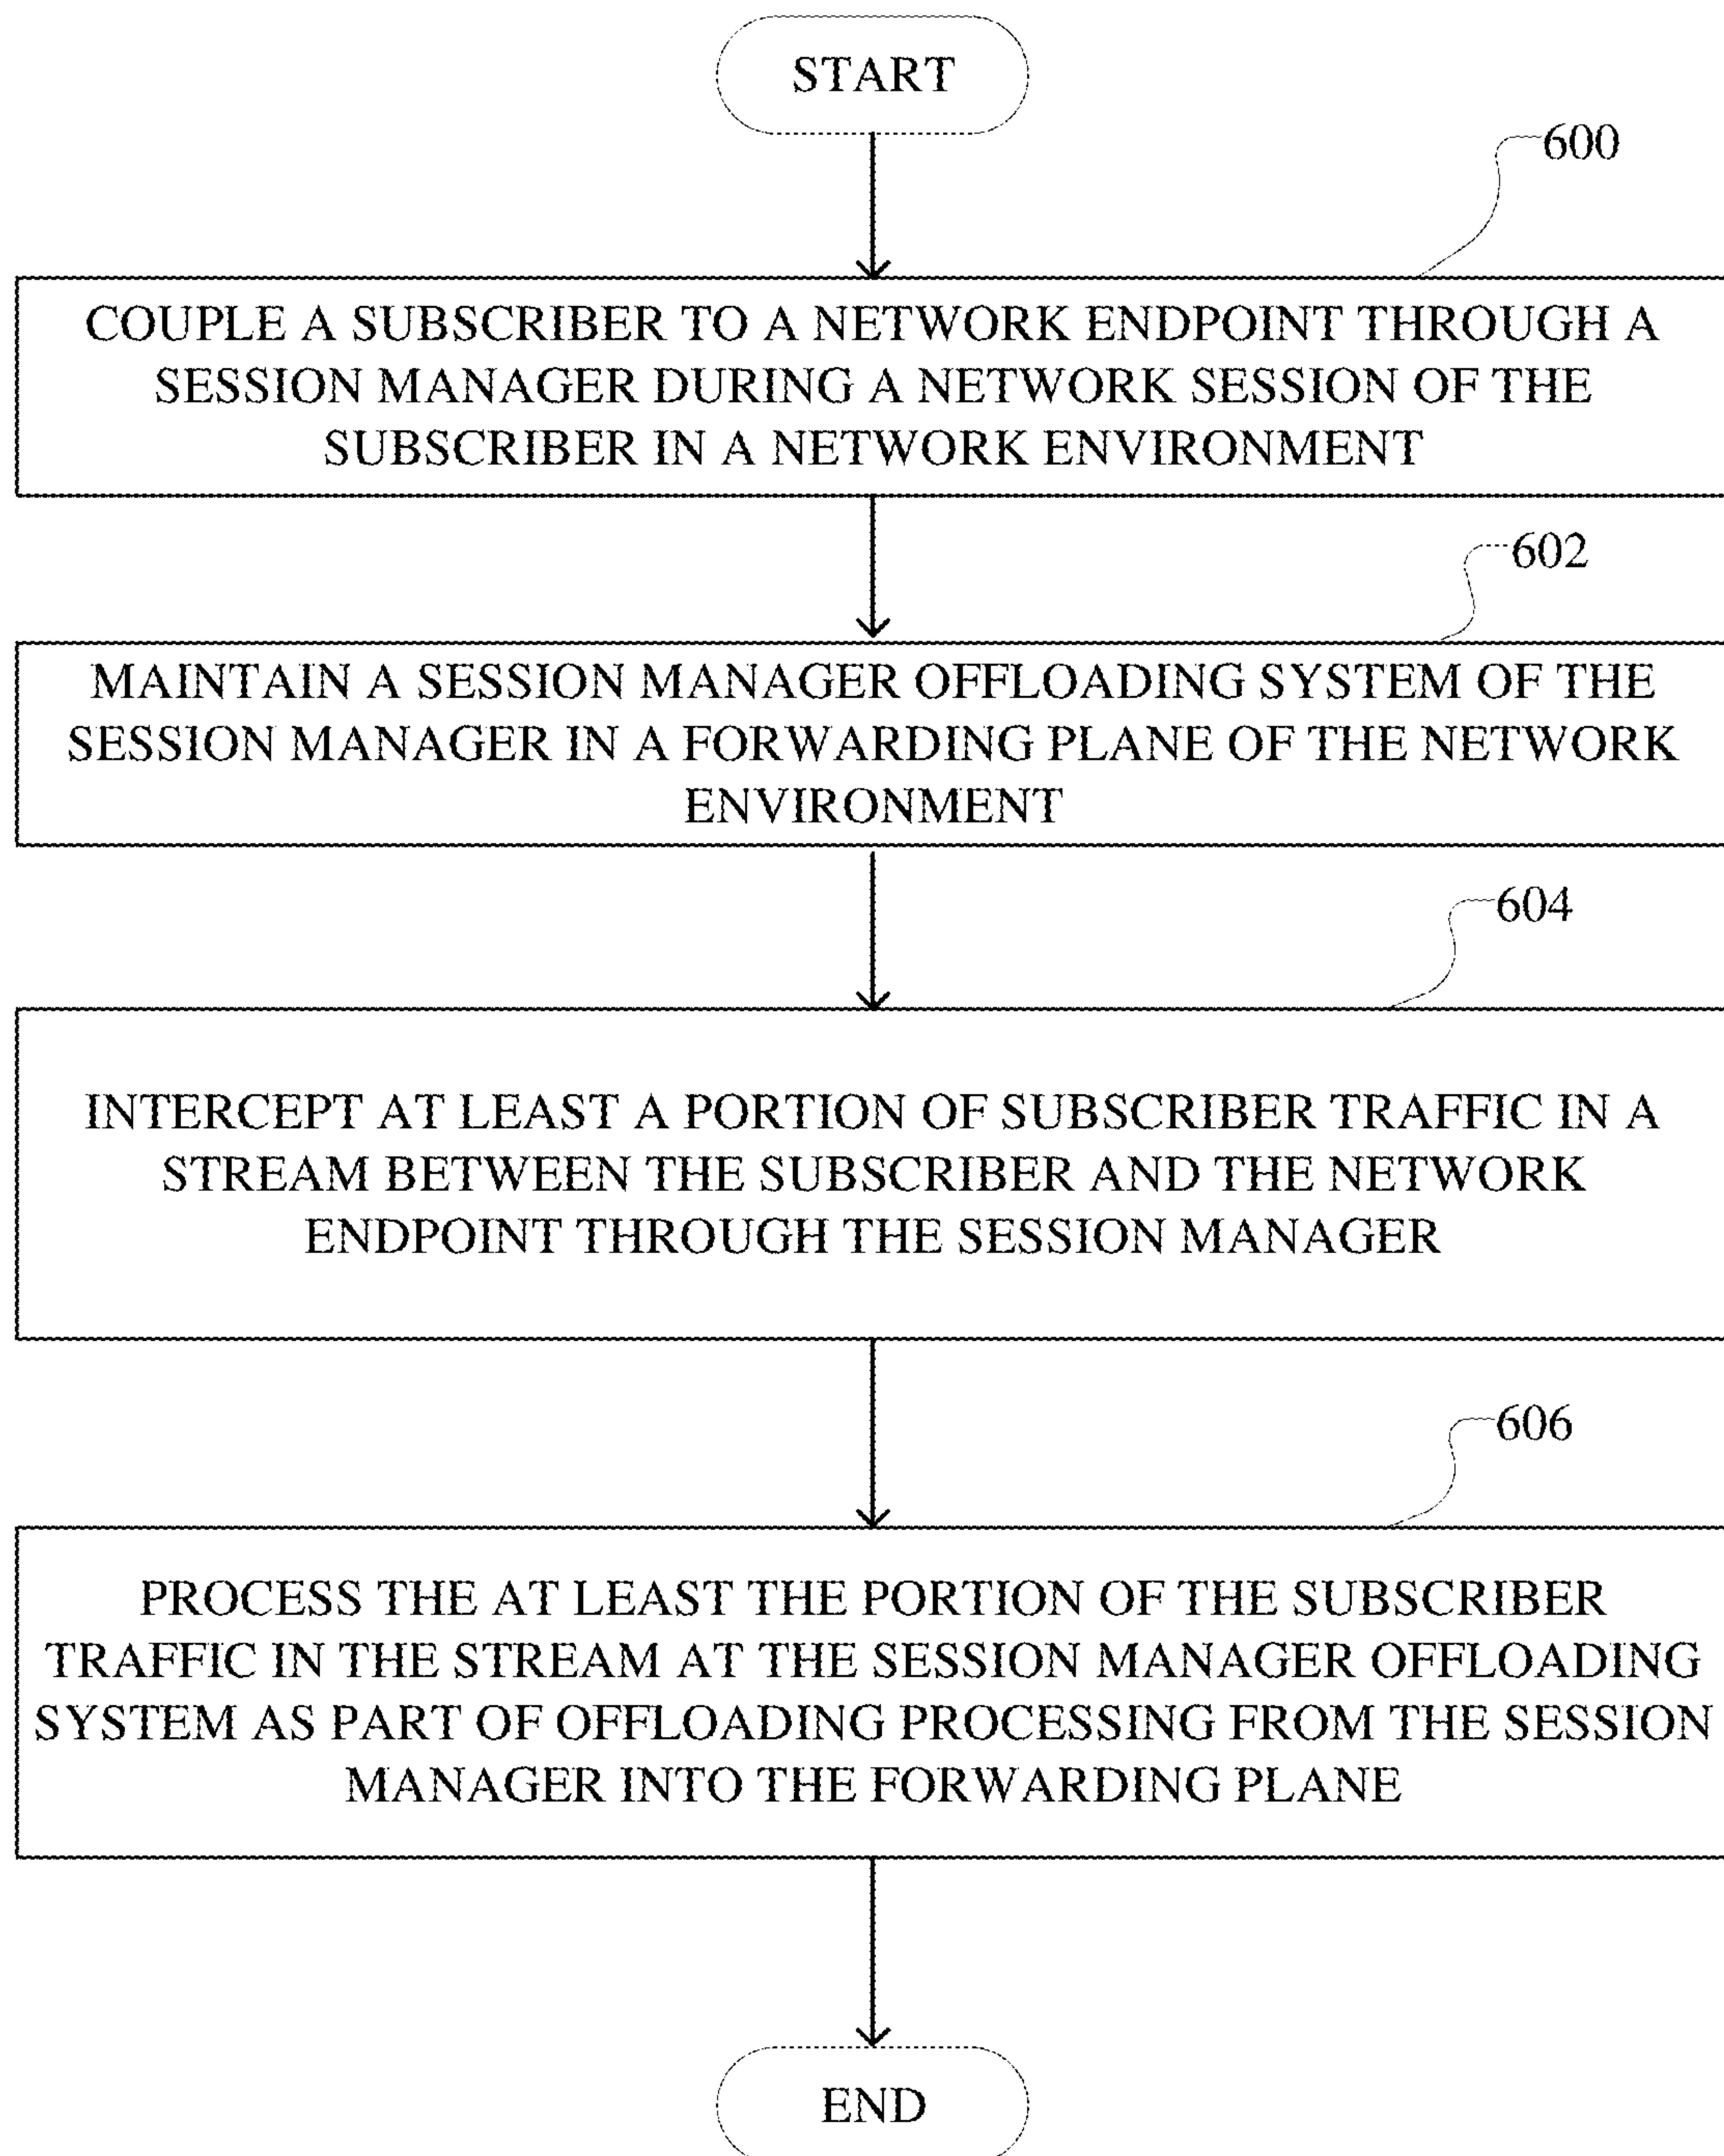 START
600
COUPLE A SUBSCRIBER TO A NETWORK ENDPOINT THROUGH A
SESSION MANAGER DURING A NETWORK SESSION OF THE
SUBSCRIBER IN A NETWORK ENVIRONMENT
602
MAINTAIN A SESSION MANAGER OFFLOADING SYSTEM OF THE
SESSION MANAGER IN A FORWARDING PLANE OF THE NETWORK
ENVIRONMENT
604
INTERCEPT AT LEAST A PORTION OF SUBSCRIBER TRAFFIC IN A
STREAM BETWEEN THE SUBSCRIBER AND THE NETWORK
ENDPOINT THROUGH THE SESSION MANAGER
606
PROCESS THE AT LEAST THE PORTION OF THE SUBSCRIBER
TRAFFIC IN THE STREAM AT THE SESSION MANAGER OFFLOADING
SYSTEM AS PART OF OFFLOADING PROCESSING FROM THE SESSION
MANAGER INTO THE FORWARDING PLANE
END